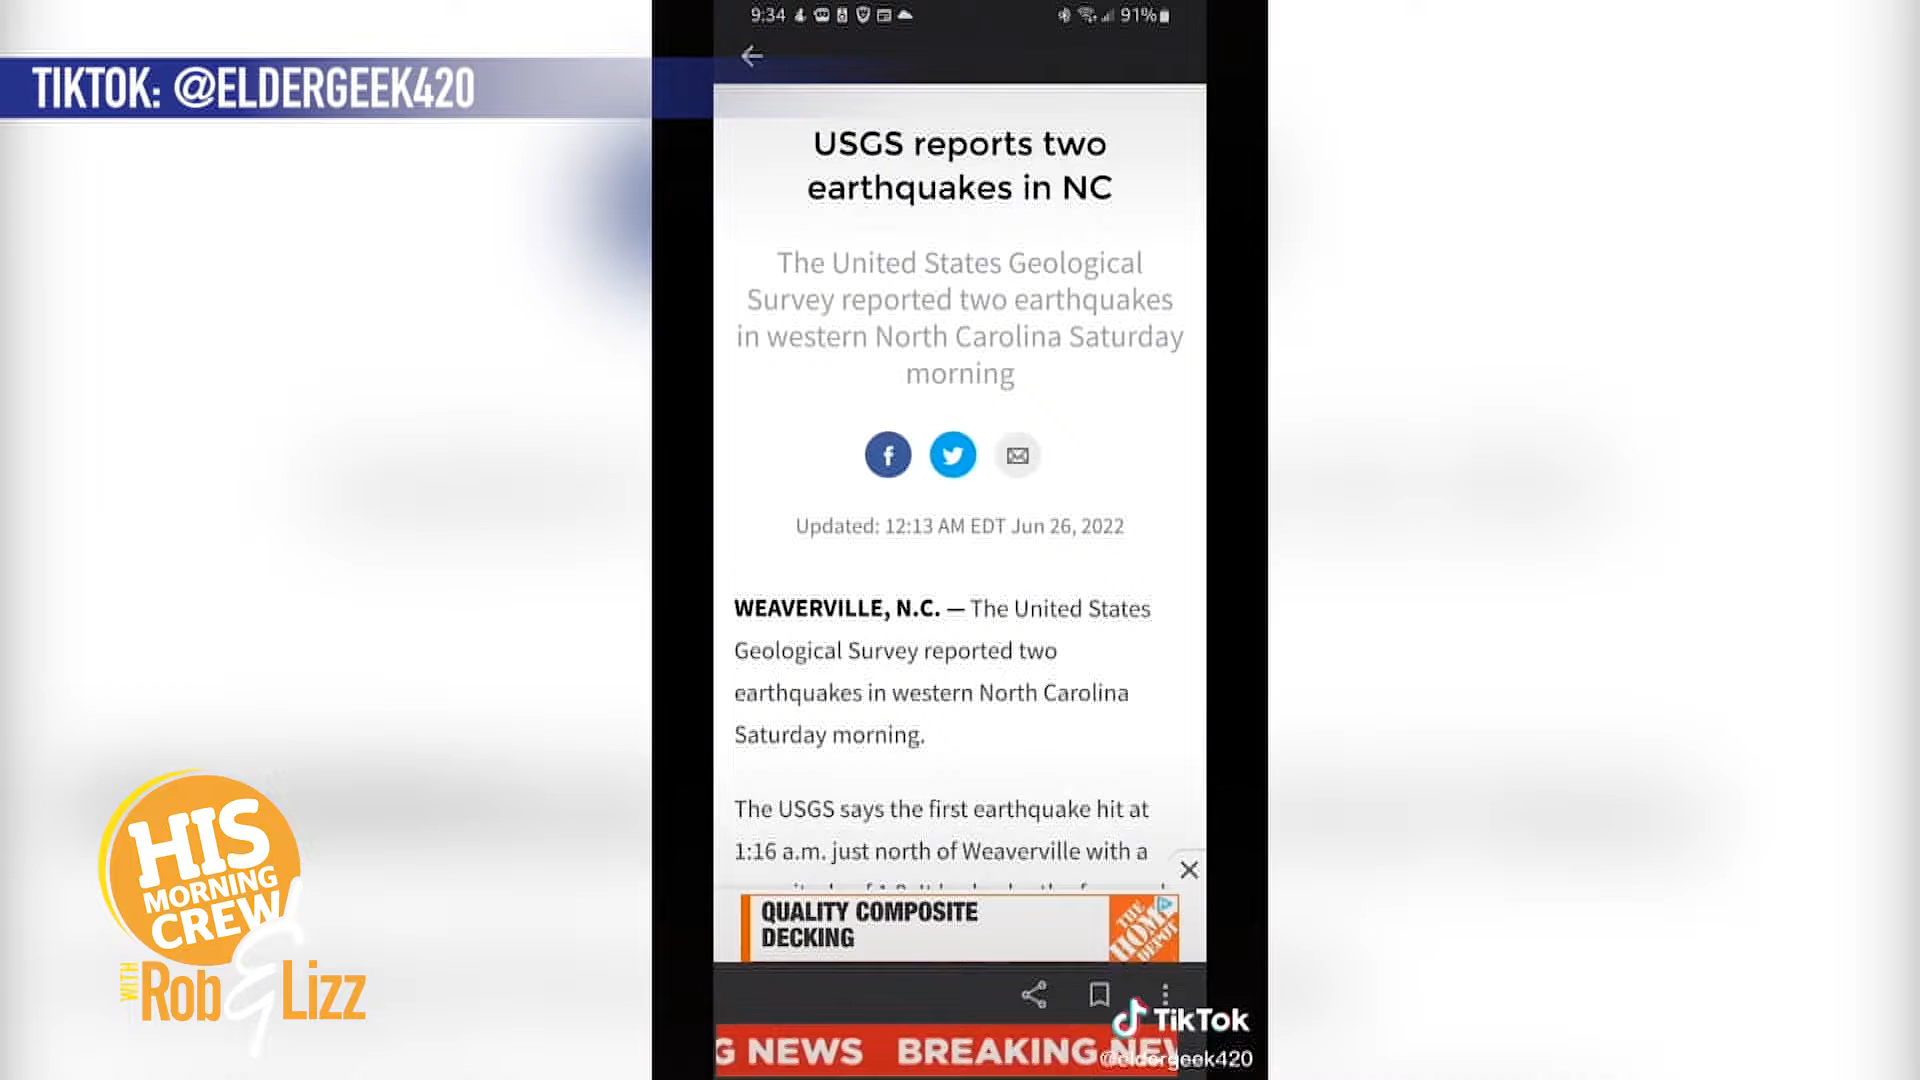 9:34
91%
TIKTOK: @ELDERGEEK420
USGS reports two
earthquakes in NC
The United States Geological
Survey reported two earthquakes
in western North Carolina Saturday
morning
Updated: 12:13 AM EDT Jun 26, 2022
WEAVERVILLE, N.C. — The United States
Geological Survey reported two
earthquakes in western North Carolina
Saturday morning.
The USGS says the first earthquake hit at
1:16 a.m. just north of Weaverville with a
QUALITY COMPOSITE
DECKING
THE
HOME
DEPOT
HIS
MORNING
CREW
WITH
Rob & Lizz
TikTok
G NEWS BREAKING NEW
@eldergeek420